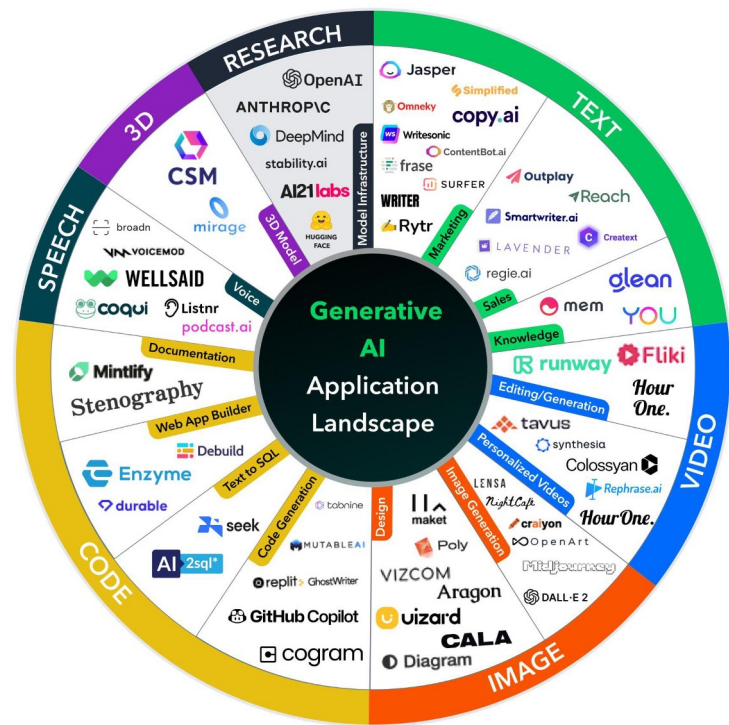 Generative
AI
Application
Landscape
RESEARCH
Model Infrastructure
OpenAI
ANTHROP\C
DeepMind
stability.ai
AI21labs
HUGGING
FACE
TEXT
Marketing
Jasper
Simplified
Omneky
copy.ai
WS
Writesonic
ContentBot.ai
frase
SURFER
WRITER
Rytr
Sales
Outplay
Reach
Smartwriter.ai
C
Creatext
LAVENDER
regie.ai
Knowledge
glean
mem
YOU
VIDEO
Editing/Generation
runway
Fliki
Hour
One.
Personalized Videos
tavus
synthesia
Colossyan
Rephrase.ai
HourOne.
IMAGE
Image Generation
LENSA
NightCafe
craiyon
OpenArt
Midjourney
DALL·E 2
Design
maket
Poly
VIZCOM
Aragon
uizard
CALA
Diagram
CODE
Code Generation
tabnine
MUTABLEAI
replit
GhostWriter
GitHub Copilot
cogram
Text to SQL
seek
AI
2sql*
Web App Builder
Debuild
Enzyme
durable
Documentation
Mintlify
Stenography
SPEECH
Voice
broadn
VOICEMOD
WELLSAID
coqui
Listnr
podcast.ai
3D
3D Model
CSM
mirage